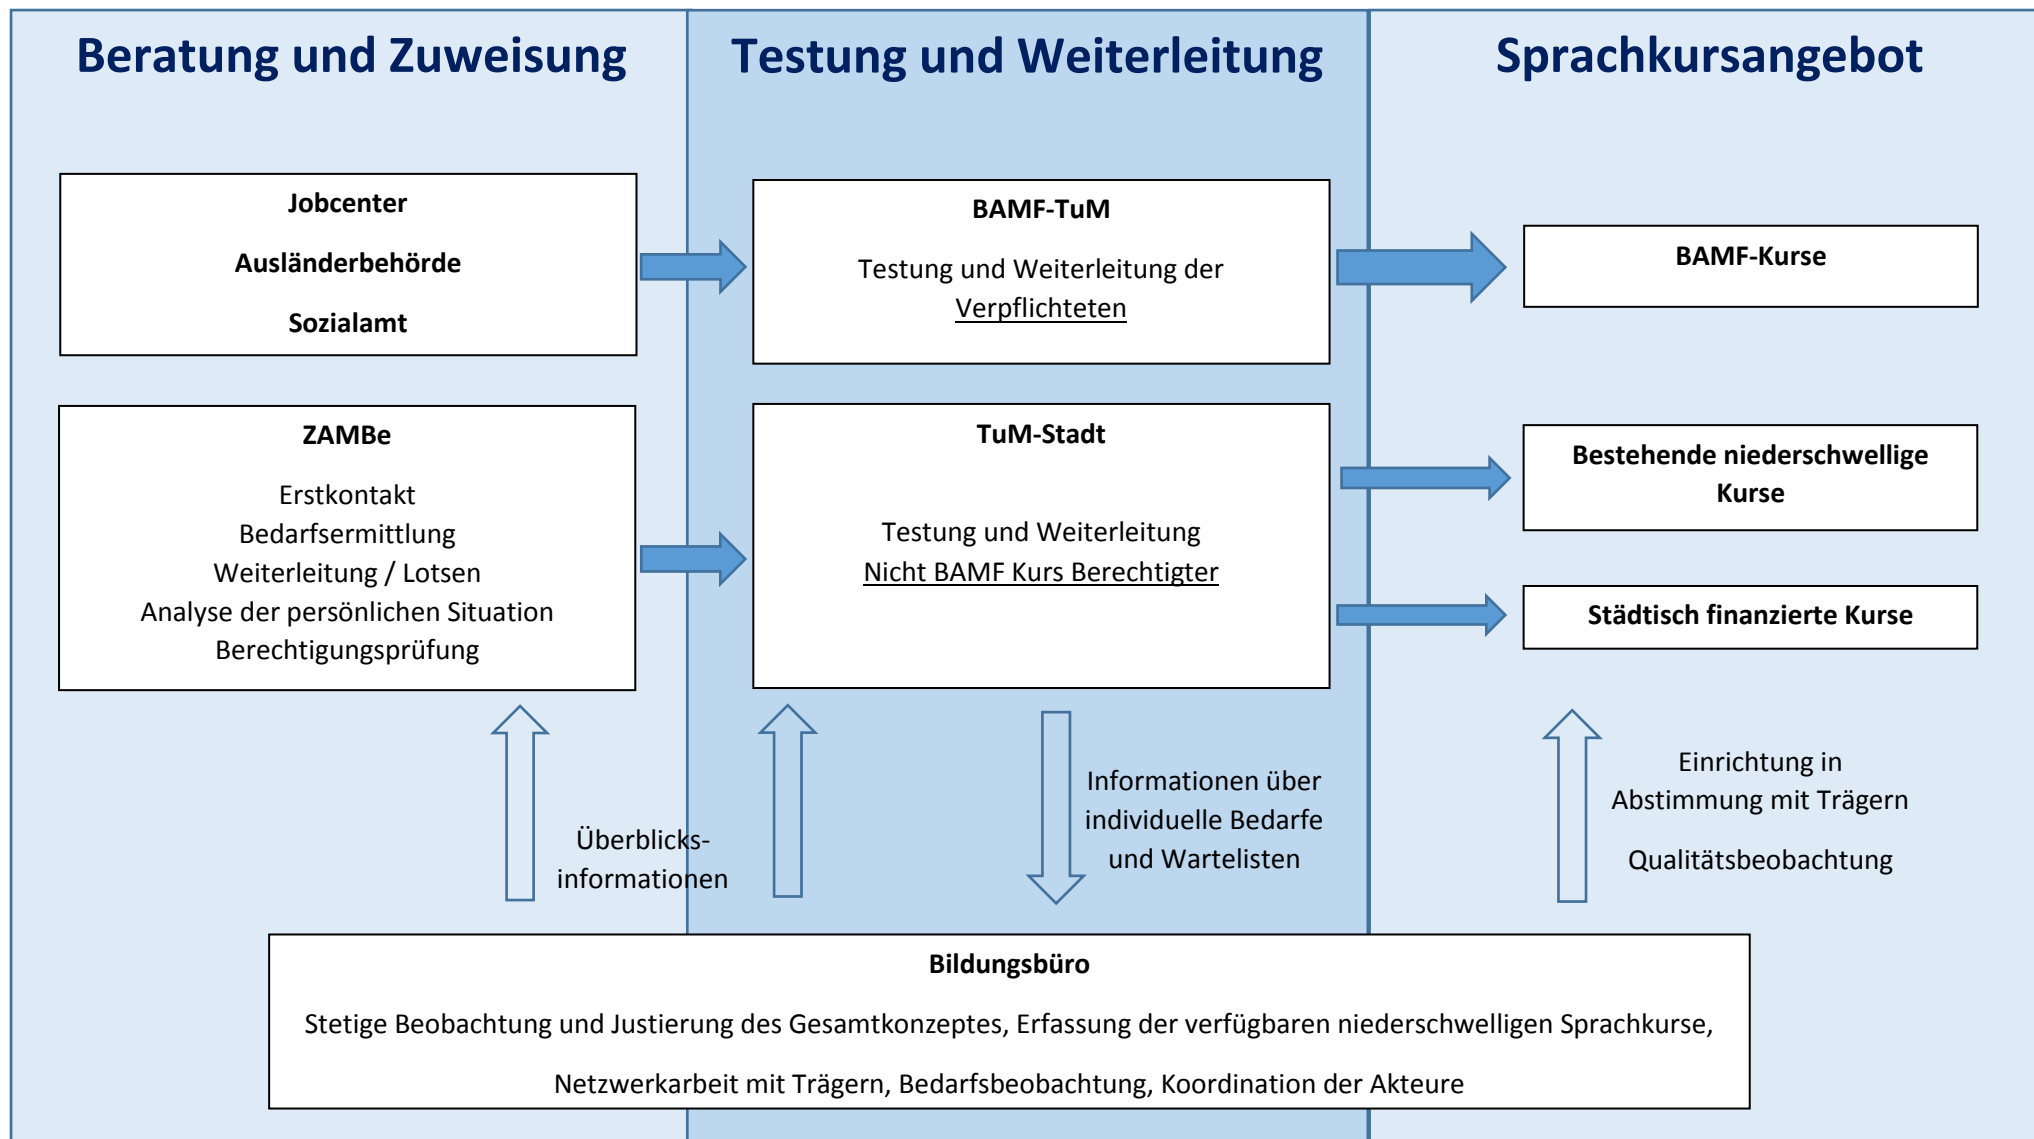 Beratung und Zuweisung
Testung und Weiterleitung
Sprachkursangebot
Jobcenter
Ausländerbehörde
Sozialamt
BAMF-TuM
Testung und Weiterleitung der
Verpflichteten
BAMF-Kurse
ZAMBe
Erstkontakt
Bedarfsermittlung
Weiterleitung / Lotsen
Analyse der persönlichen Situation
Berechtigungsprüfung
TuM-Stadt
Testung und Weiterleitung
Nicht BAMF Kurs Berechtigter
Bestehende niederschwellige
Kurse
Städtisch finanzierte Kurse
Überblicks-
informationen
Informationen über
individuelle Bedarfe
und Wartelisten
Einrichtung in
Abstimmung mit Trägern
Qualitätsbeobachtung
Bildungsbüro
Stetige Beobachtung und Justierung des Gesamtkonzeptes, Erfassung der verfügbaren niederschwelligen Sprachkurse,
Netzwerkarbeit mit Trägern, Bedarfsbeobachtung, Koordination der Akteure